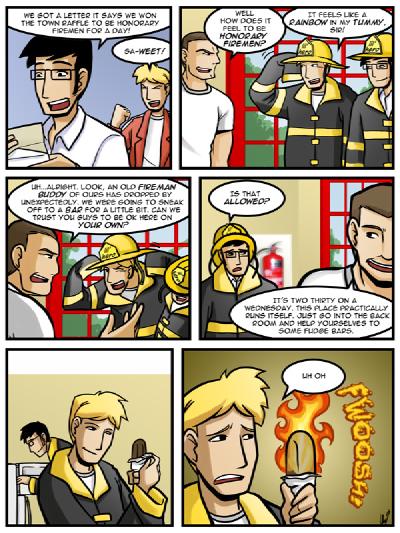 WE GOT A LETTER! IT SAYS WE WON
THE TOWN RAFFLE TO BE HONORARY
FIREMEN FOR A DAY!
SA-WEET!
WELL
HOW DOES IT
FEEL TO BE
HONORARY
FIREMEN?
IT FEELS LIKE A
RAINBOW IN MY TUMMY,
SIR!
UH...ALRIGHT. LOOK, AN OLD FIREMAN
BUDDY OF OURS HAS DROPPED BY
UNEXPECTEDLY. WE WERE GOING TO SNEAK
OFF TO A BAR FOR A LITTLE BIT. CAN WE
TRUST YOU GUYS TO BE OK HERE ON
YOUR OWN?
IS THAT
ALLOWED?
IT'S TWO THIRTY ON A
WEDNESDAY. THIS PLACE PRACTICALLY
RUNS ITSELF. JUST GO INTO THE BACK
ROOM AND HELP YOURSELVES TO
SOME FUDGE BARS.
UH OH
FWOOSH!